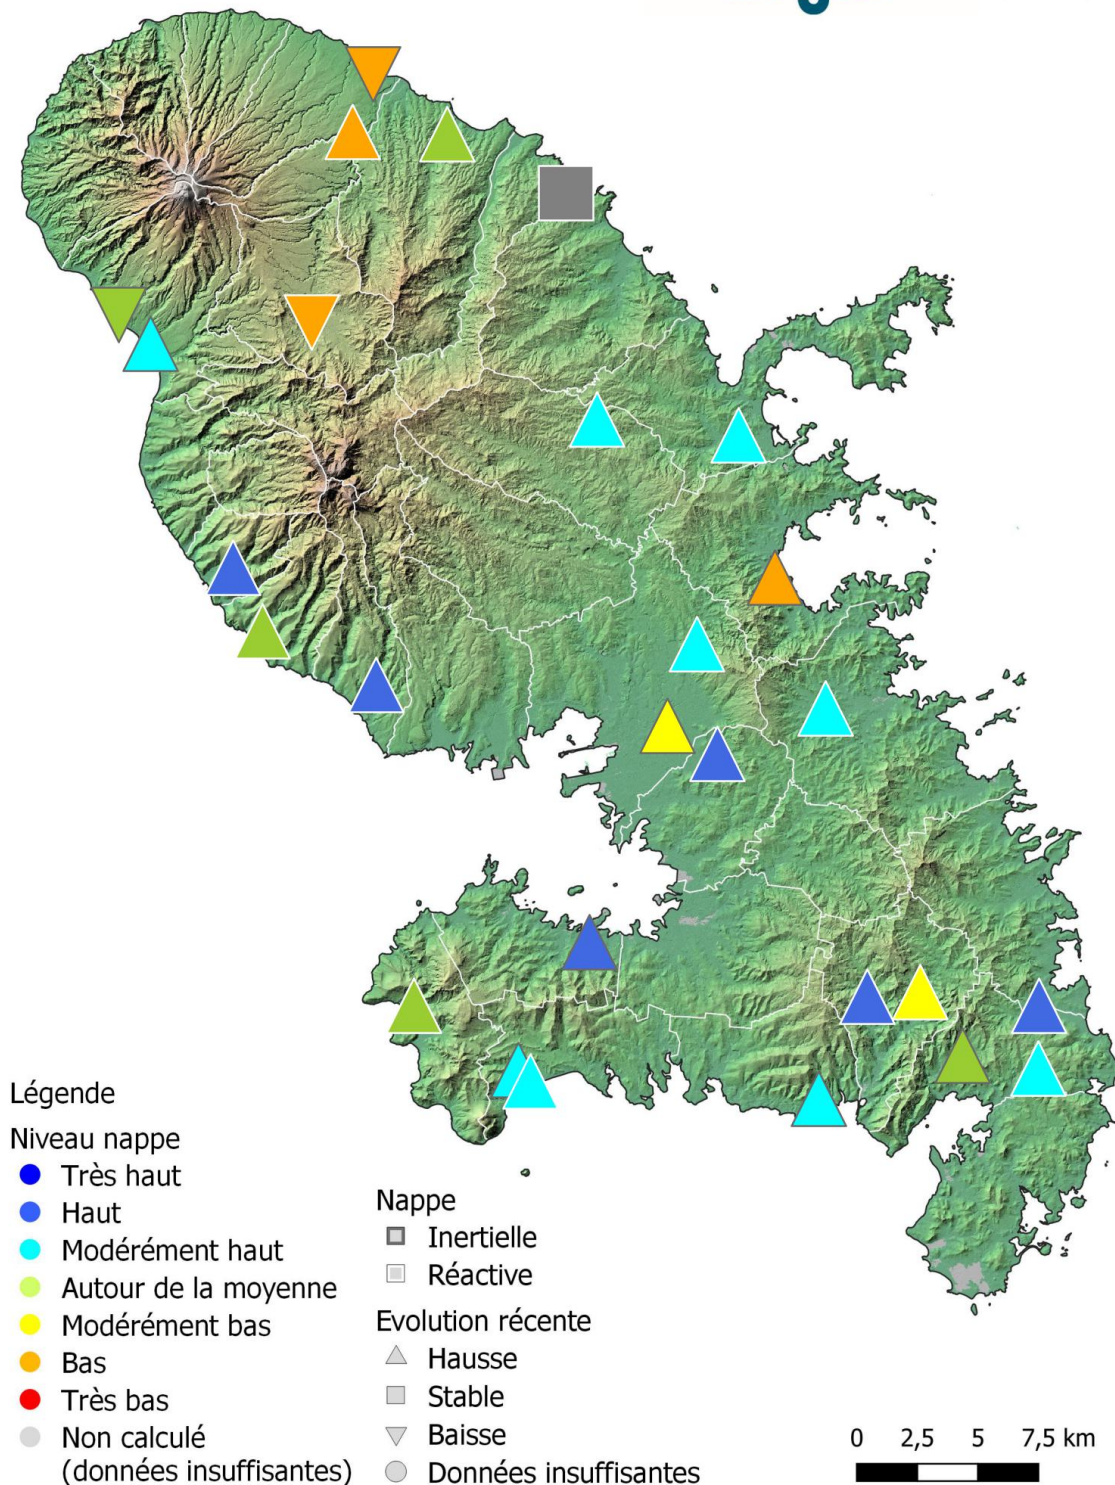 Légende
Niveau nappe
Très haut
Haut
Modérément haut
Autour de la moyenne
Modérément bas
Bas
Très bas
Non calculé
(données insuffisantes)
Nappe
Inertielle
Réactive
Evolution récente
Hausse
Stable
Baisse
Données insuffisantes
0 2,5 5 7,5 km